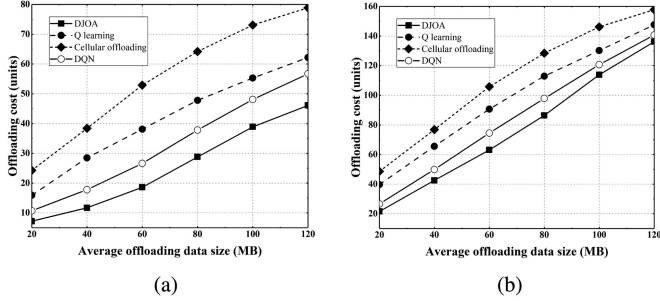 80
70
60
50
40
30
20
10
Offloading cost (units)
DJOA
Q learning
Cellular offloading
DQN
20 40 60 80 100 120
Average offloading data size (MB)
(a)
160
140
120
100
80
60
40
20
Offloading cost (units)
DJOA
Q learning
Cellular offloading
DQN
20 40 60 80 100 120
Average offloading data size (MB)
(b)